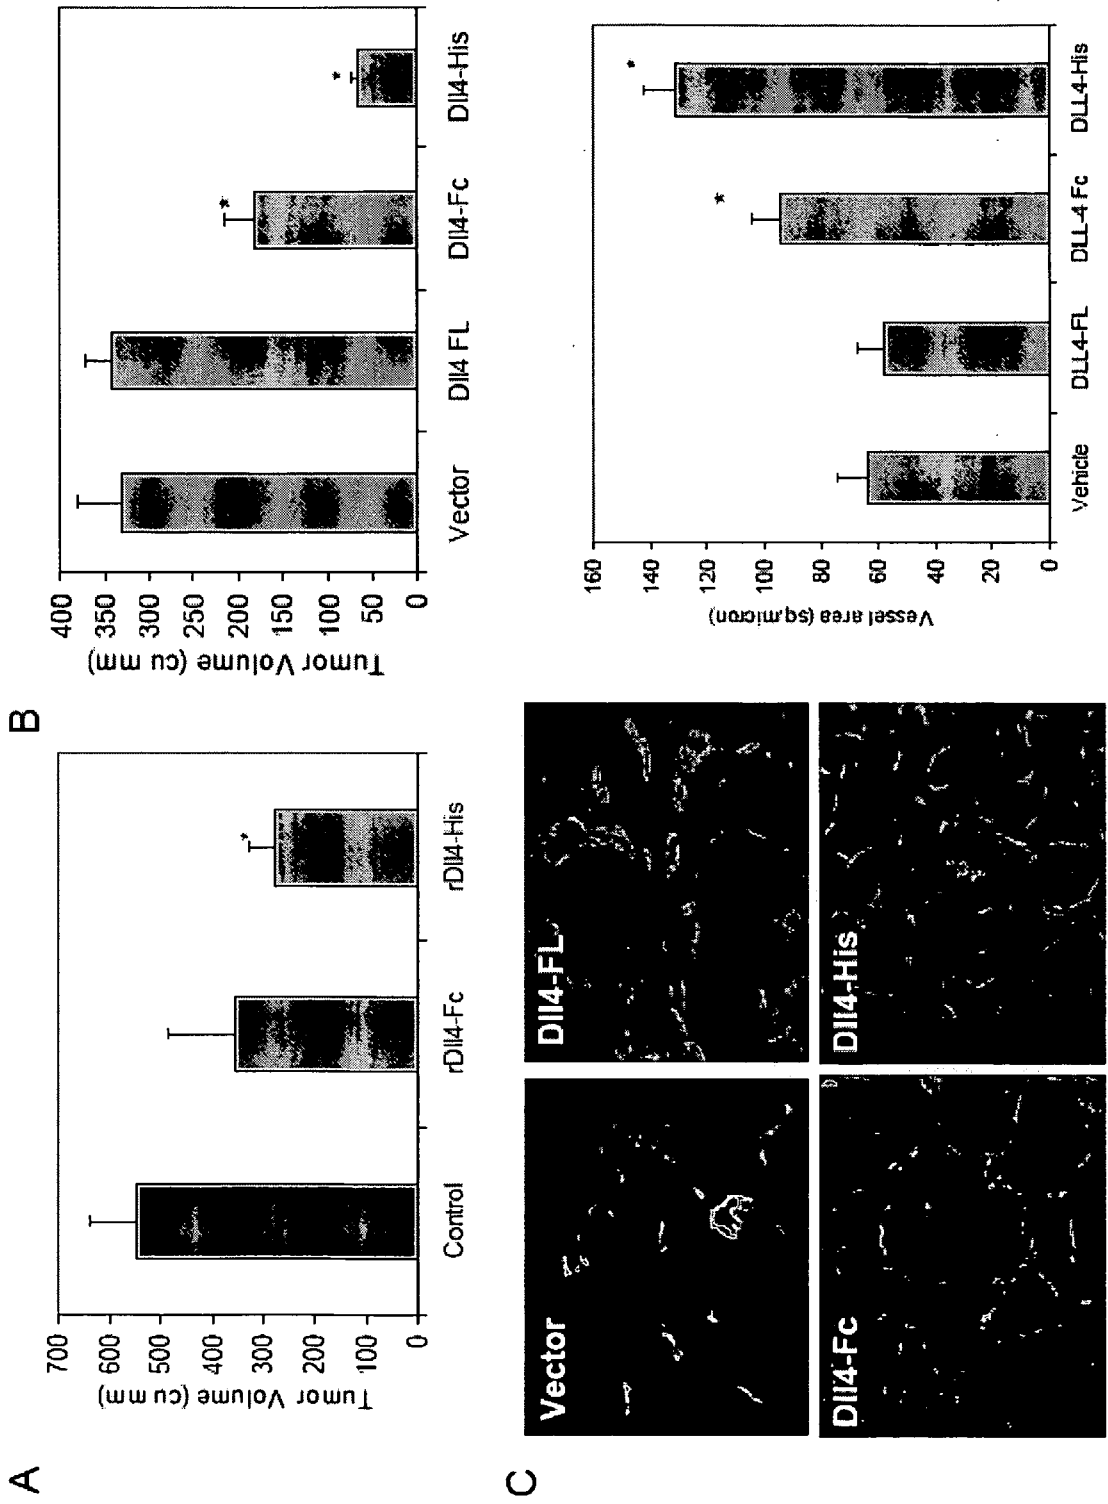 A
Tumor Volume (cu mm)
700
600
500
400
300
200
100
0
Control
rDll4-Fc
rDll4-His
*
B
Tumor Volume (cu mm)
400
350
300
250
200
150
100
50
0
Vector
Dll4 FL
Dll4-Fc
Dll4-His
*
*
C
Vector
Dll4-FL
Dll4-Fc
Dll4-His
Vessel area (sq.micron)
160
140
120
100
80
60
40
20
0
Vehicle
DLL4-FL
DLL-4 Fc
DLL4-His
*
*